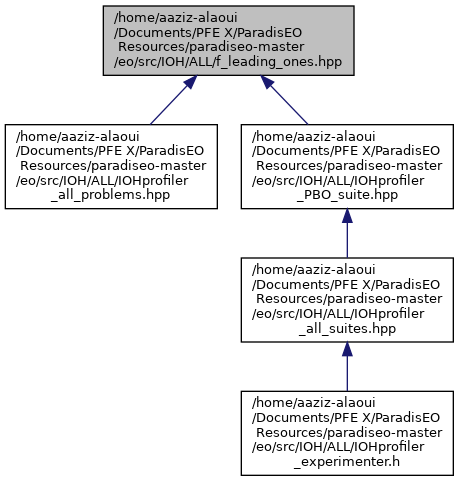 /home/aaziz-alaoui
/Documents/PFE X/ParadisEO
Resources/paradiseo-master
/eo/src/IOH/ALL/f_leading_ones.hpp
/home/aaziz-alaoui
/Documents/PFE X/ParadisEO
Resources/paradiseo-master
/eo/src/IOH/ALL/IOHprofiler
_all_problems.hpp
/home/aaziz-alaoui
/Documents/PFE X/ParadisEO
Resources/paradiseo-master
/eo/src/IOH/ALL/IOHprofiler
_PBO_suite.hpp
/home/aaziz-alaoui
/Documents/PFE X/ParadisEO
Resources/paradiseo-master
/eo/src/IOH/ALL/IOHprofiler
_all_suites.hpp
/home/aaziz-alaoui
/Documents/PFE X/ParadisEO
Resources/paradiseo-master
/eo/src/IOH/ALL/IOHprofiler
_experimenter.h